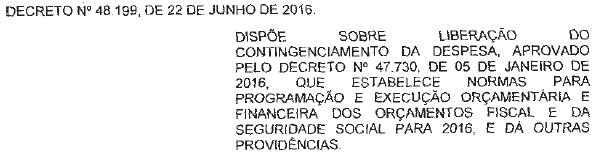 DECRETO Nº 48.199, DE 22 DE JUNHO DE 2016.
DISPÕE SOBRE LIBERAÇÃO DO
CONTINGENCIAMENTO DA DESPESA, APROVADO
PELO DECRETO Nº 47.730, DE 05 DE JANEIRO DE
2016, QUE ESTABELECE NORMAS PARA
PROGRAMAÇÃO E EXECUÇÃO ORÇAMENTÁRIA E
FINANCEIRA DOS ORÇAMENTOS FISCAL E DA
SEGURIDADE SOCIAL PARA 2016, E DÁ OUTRAS
PROVIDÊNCIAS.